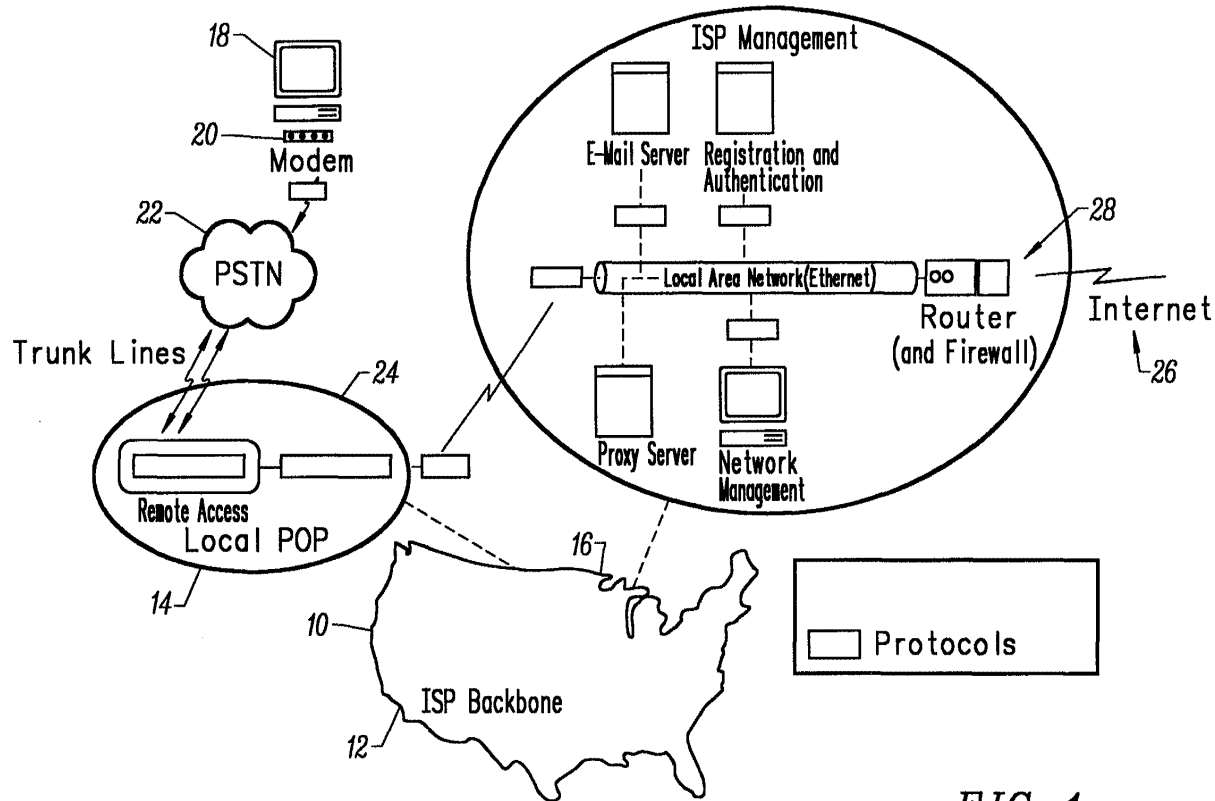 18
20
Modem
22
PSTN
Trunk Lines
24
Remote Access
Local POP
14
ISP Management
E-Mail Server
Registration and
Authentication
28
Local Area Network(Ethernet)
Router
(and Firewall)
Internet
26
Proxy Server
Network
Management
16
10
ISP Backbone
12
Protocols